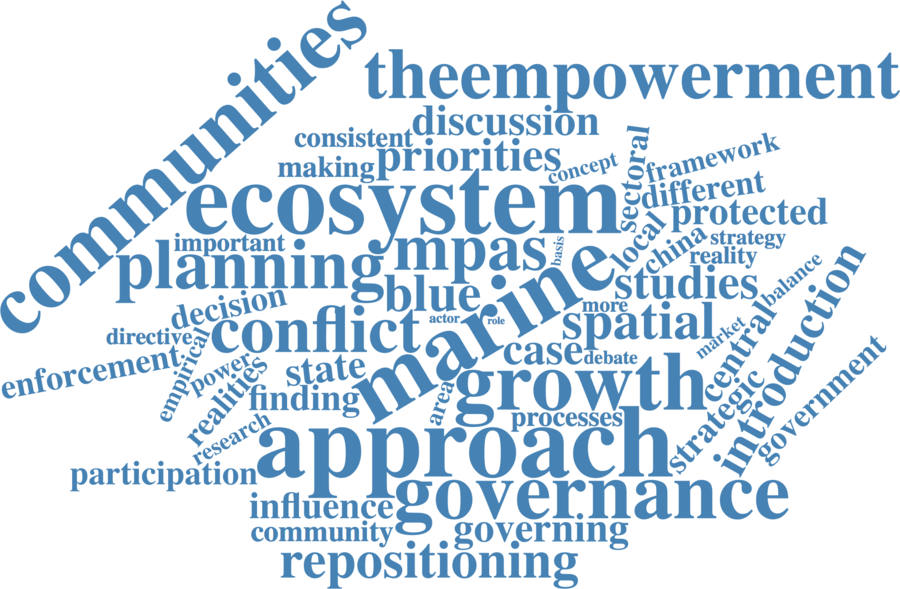 communities
theempowerment
discussion
consistent
priorities
making
concept
sectoral
framework
ecosystem
different
protected
important
mpas
basis
local
china
strategy
reality
planning
blue
marine
studies
balance
decision
actor
role
more
directive
conflict
spatial
market
central
introduction
empirical
enforcement
power
state
case
debate
realities
finding
area
growth
processes
strategic
government
research
approach
participation
influence
governance
community
governing
repositioning